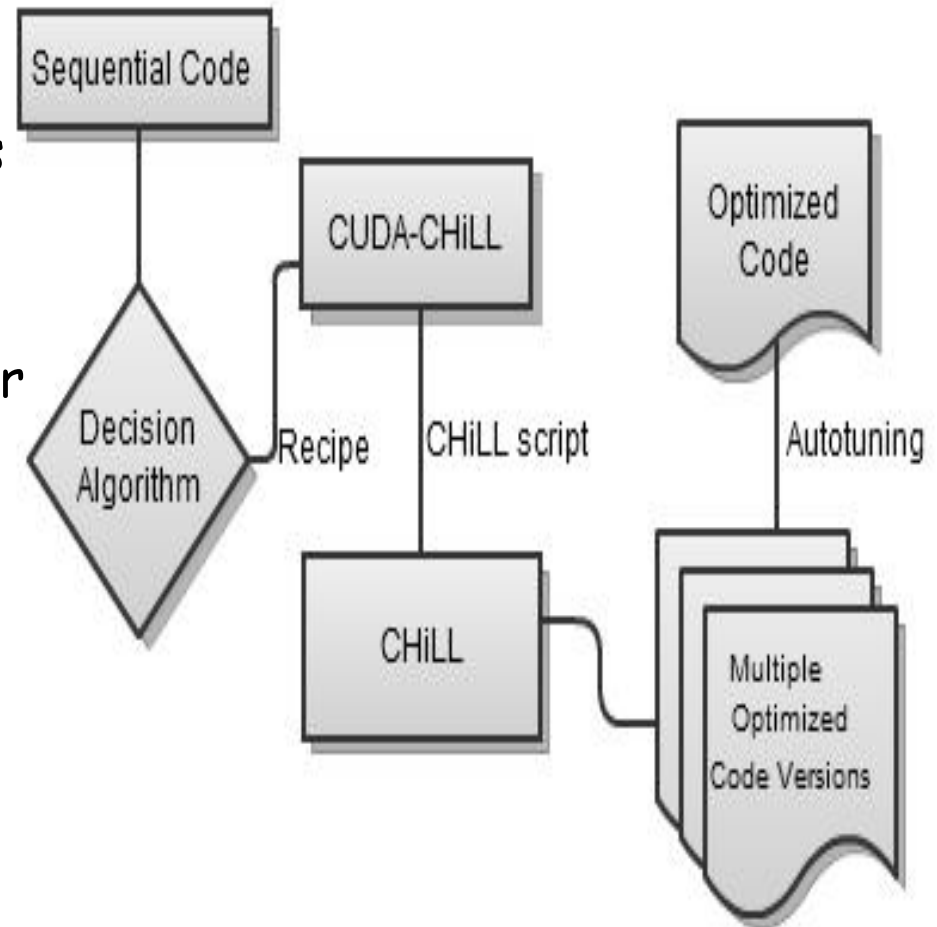 Sequential Code
CUDA-CHiLL
Optimized
Code
Decision
Algorithm
Recipe
CHiLL script
Autotuning
CHiLL
Multiple
Optimized
Code Versions